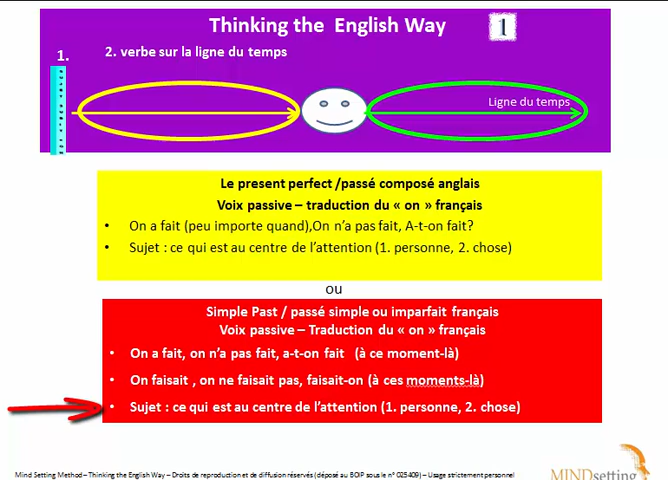 Thinking the English Way 1
1.
2. verbe sur la ligne du temps
Ligne du temps
Le present perfect /passé composé anglais
Voix passive – traduction du « on » français
• On a fait (peu importe quand),On n'a pas fait, A-t-on fait?
• Sujet : ce qui est au centre de l'attention (1. personne, 2. chose)
ou
Simple Past / passé simple ou imparfait français
Voix passive – Traduction du « on » français
• On a fait, on n'a pas fait, a-t-on fait (à ce moment-là)
• On faisait , on ne faisait pas, faisait-on (à ces moments-là)
• Sujet : ce qui est au centre de l'attention (1. personne, 2. chose)
Mind Setting Method – Thinking the English Way – Droits de reproduction et de diffusion réservés (déposé au BOIP sous le n° 025409) – Usage strictement personnel
MINDsetting